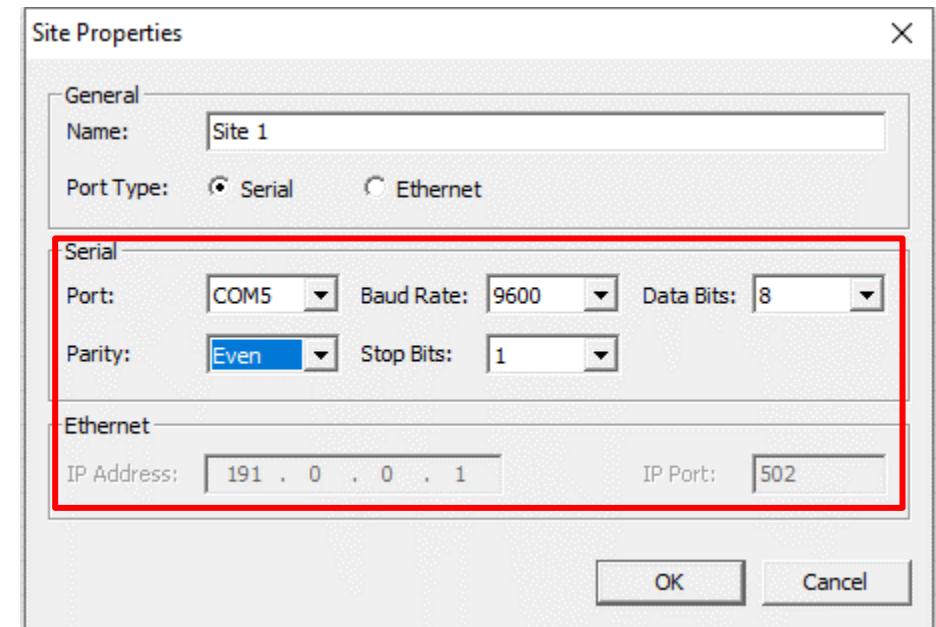 Site Properties
General
Name: Site 1
Port Type: Serial Ethernet
Serial
Port: COM5 Baud Rate: 9600 Data Bits: 8
Parity: Even Stop Bits: 1
Ethernet
IP Address: 191 . 0 . 0 . 1 IP Port: 502
OK Cancel